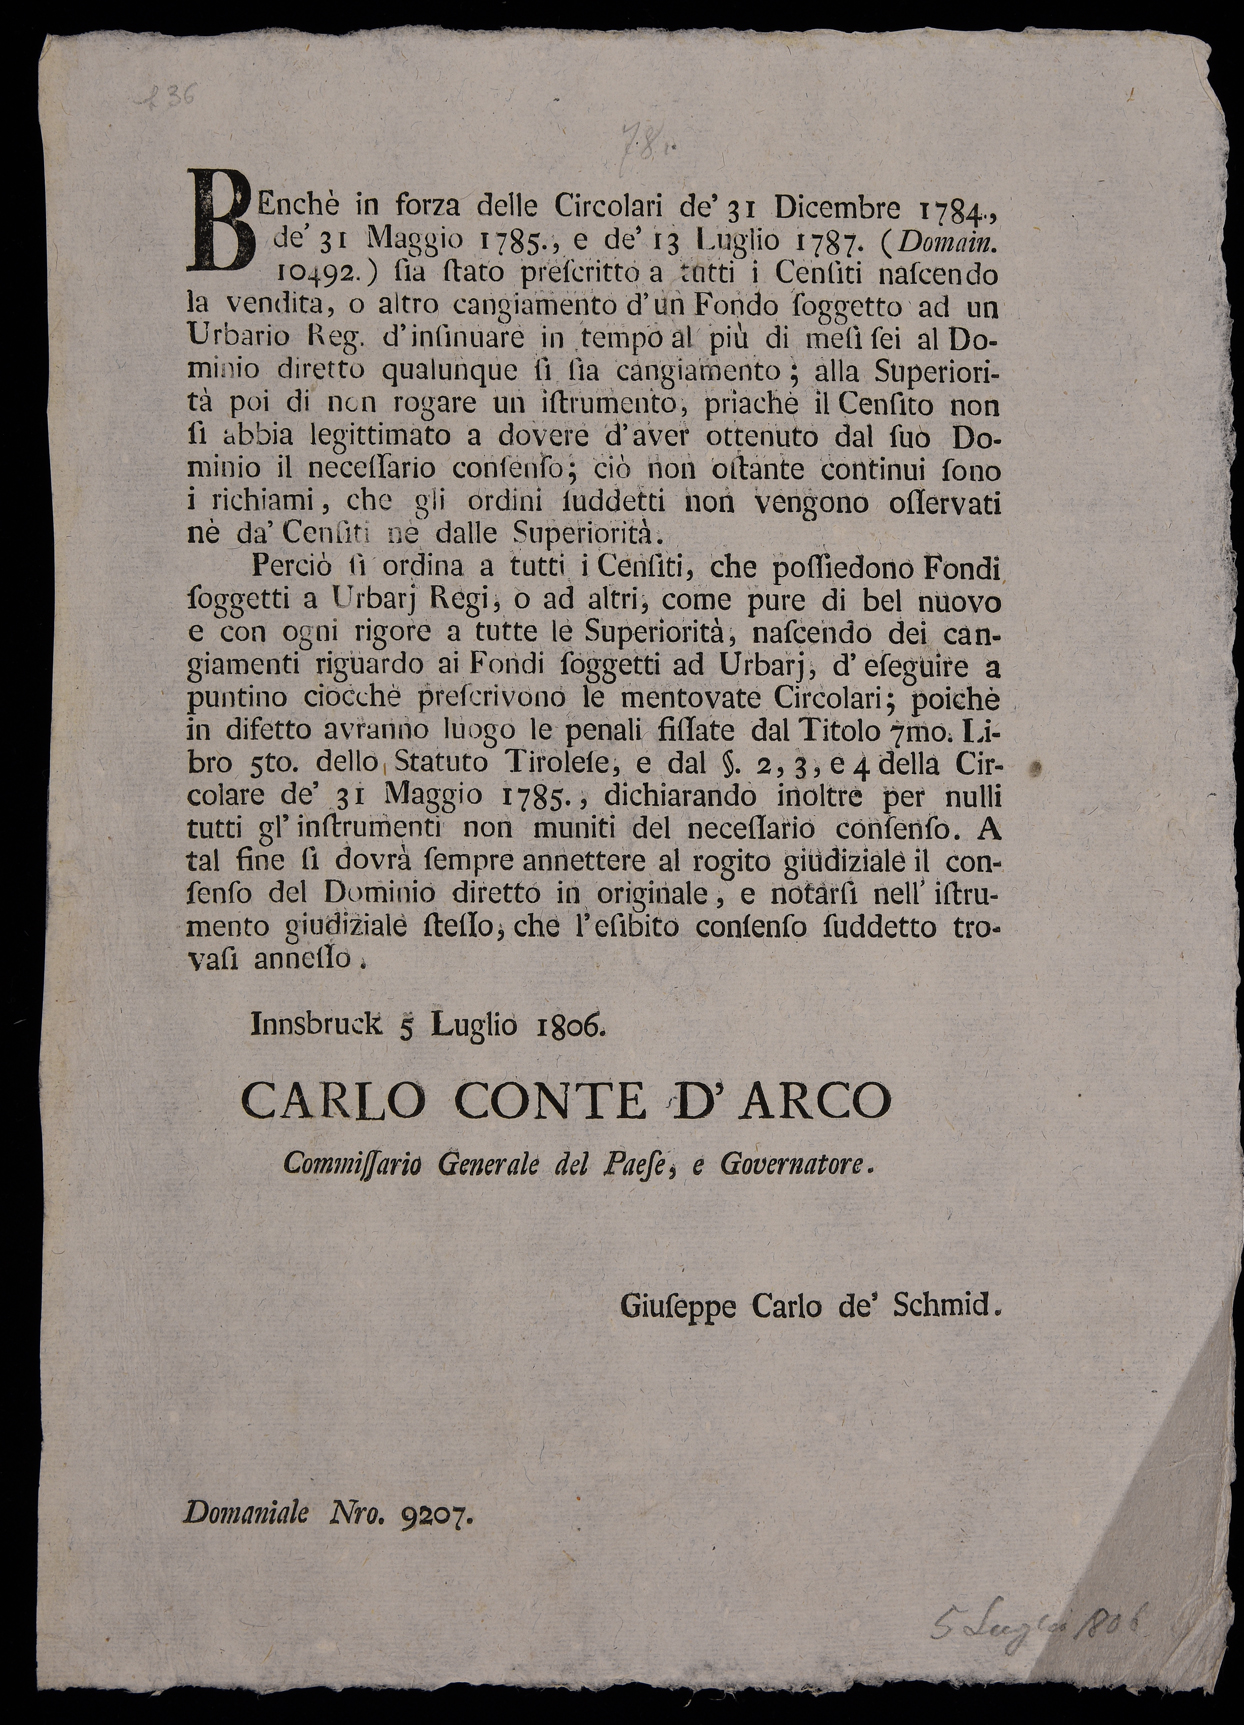 £ 36
78.
BEnchè in forza delle Circolari de' 31 Dicembre 1784.,
de' 31 Maggio 1785., e de' 13 Luglio 1787. (Domain.
10492.) ſia ſtato preſcritto a tutti i Cenſiti naſcendo
la vendita, o altro cangiamento d'un Fondo ſoggetto ad un
Urbario Reg. d'inſinuare in tempo al più di meſi ſei al Do-
minio diretto qualunque ſi ſia cangiamento; alla Superiori-
tà poi di non rogare un iſtrumento, priachè il Cenſito non
ſi abbia legittimato a dovere d'aver ottenuto dal ſuo Do-
minio il neceſſario conſenſo; ciò non oſtante continui ſono
i richiami, che gli ordini ſuddetti non vengono oſſervati
nè da' Cenſiti nè dalle Superiorità.
Perciò ſi ordina a tutti i Cenſiti, che poſſiedono Fondi
ſoggetti a Urbarj Regi, o ad altri, come pure di bel nuovo
e con ogni rigore a tutte le Superiorità, naſcendo dei can-
giamenti riguardo ai Fondi ſoggetti ad Urbarj, d' eſeguire a
puntino ciocchè preſcrivono le mentovate Circolari; poichè
in difetto avranno luogo le penali fiſſate dal Titolo 7mo. Li-
bro 5to. dello Statuto Tiroleſe, e dal §. 2, 3, e 4 della Cir-
colare de' 31 Maggio 1785., dichiarando inoltre per nulli
tutti gl' inſtrumenti non muniti del neceſſario conſenſo. A
tal fine ſi dovrà ſempre annettere al rogito giudiziale il con-
ſenſo del Dominio diretto in originale, e notarſi nell' iſtru-
mento giudiziale ſteſſo, che l'eſibito conſenſo ſuddetto tro-
vaſi anneſſo.
Innsbruck 5 Luglio 1806.
CARLO CONTE D' ARCO
Commiſſario Generale del Paeſe, e Governatore.
Giuſeppe Carlo de' Schmid.
Domaniale Nro. 9207.
5 Luglio 1806